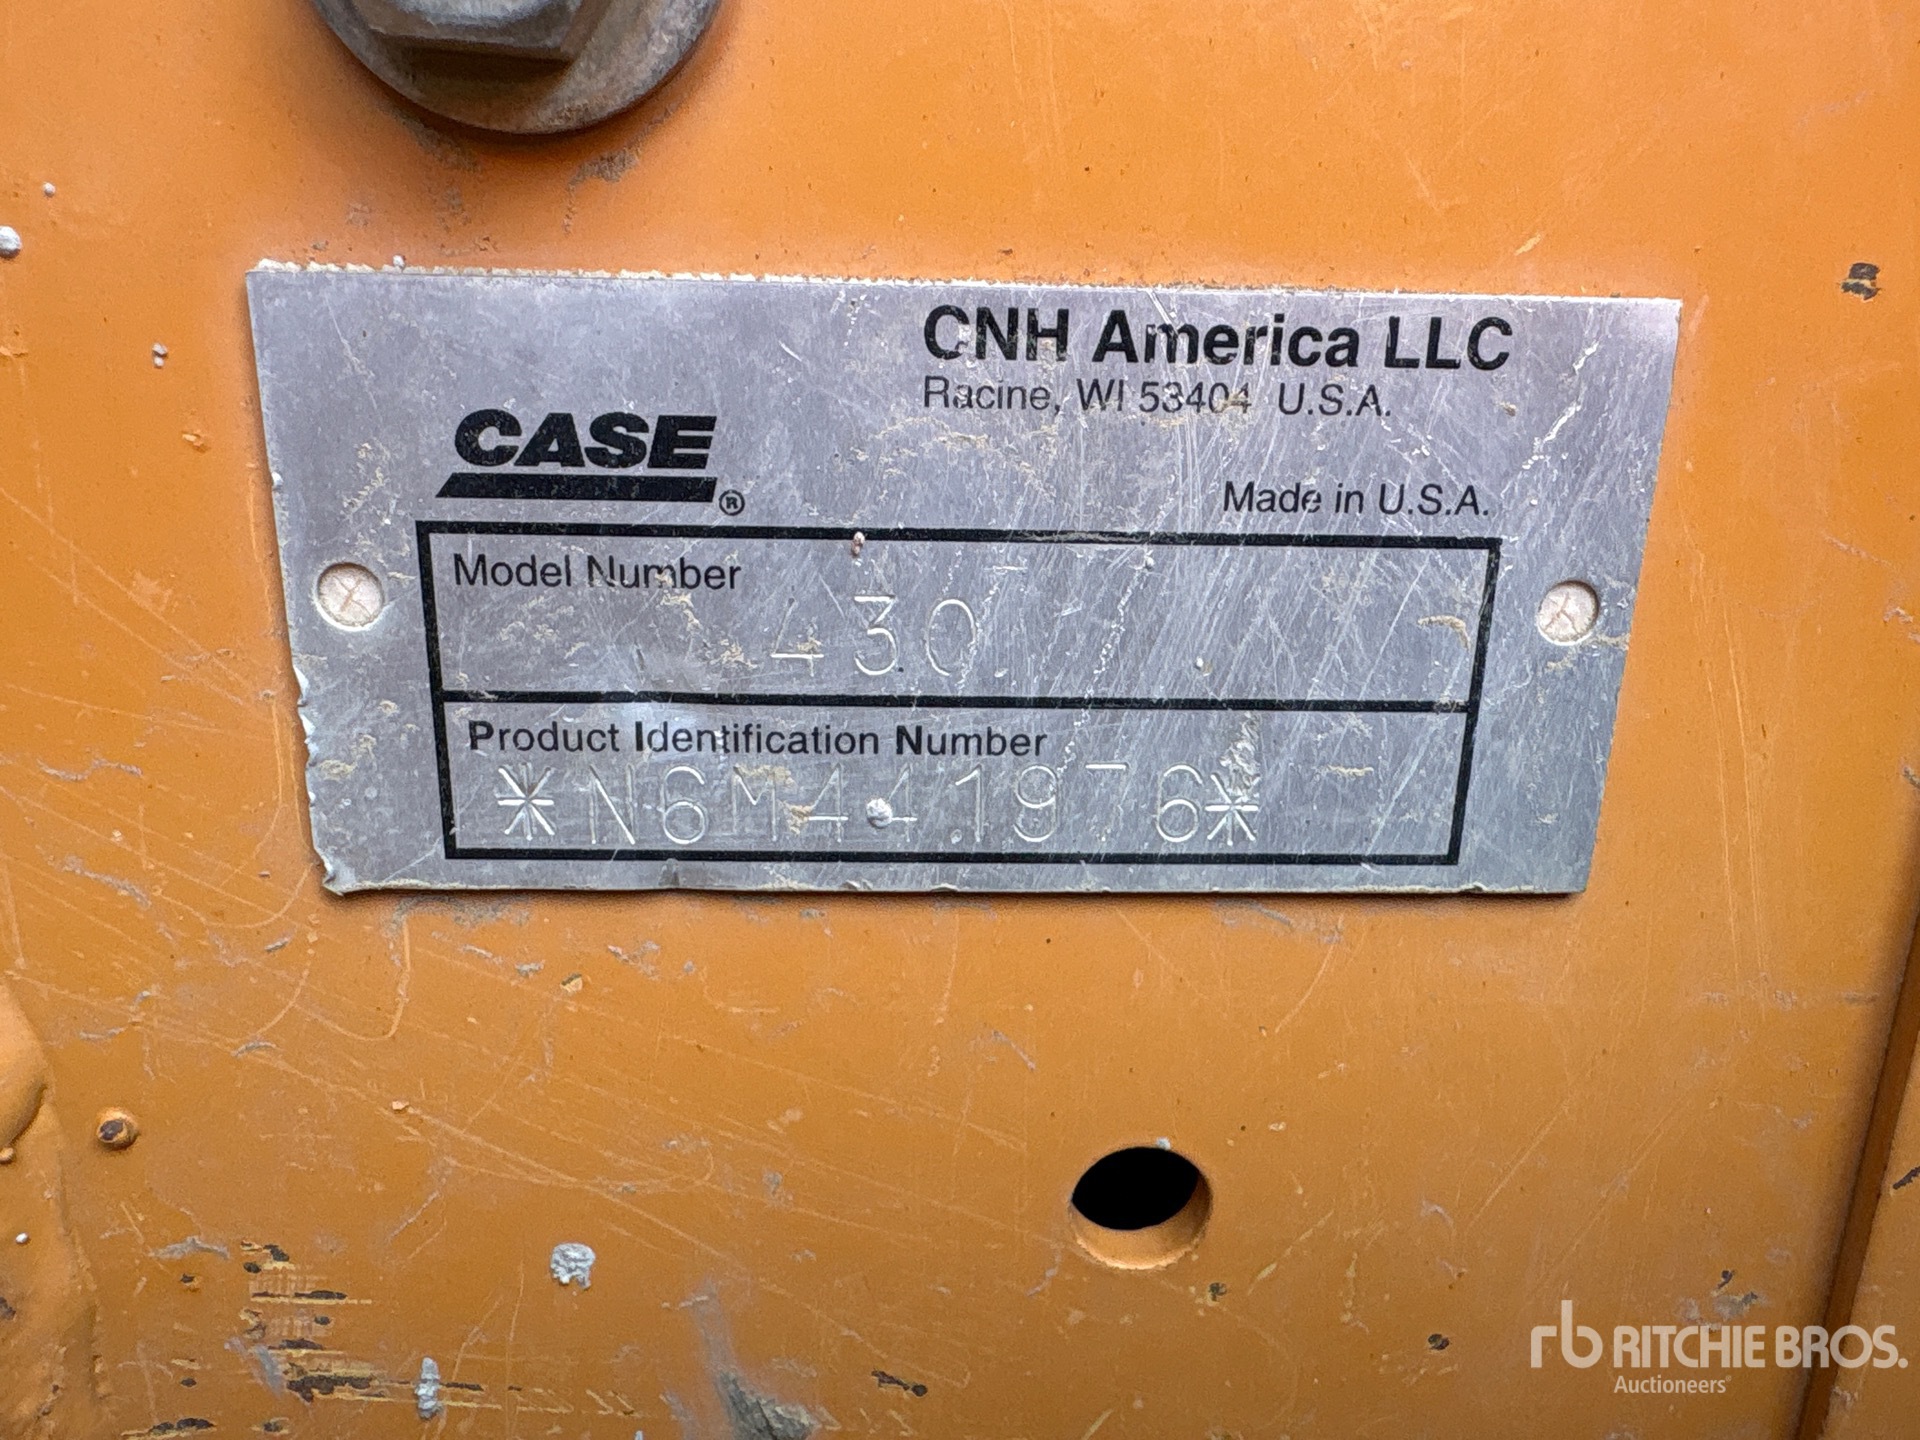 CNH America LLC
Racine, WI 53404 U.S.A.
CASE®
Made in U.S.A.
Model Number
430
Product Identification Number
*N6M441976*
rb RITCHIE BROS.
Auctioneers